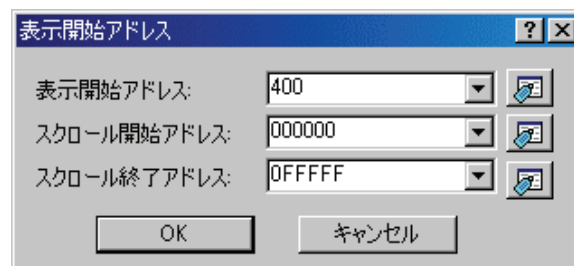 表示開始アドレス
表示開始アドレス: 400
スクロール開始アドレス: 000000
スクロール終了アドレス: 0FFFFF
OK キャンセル